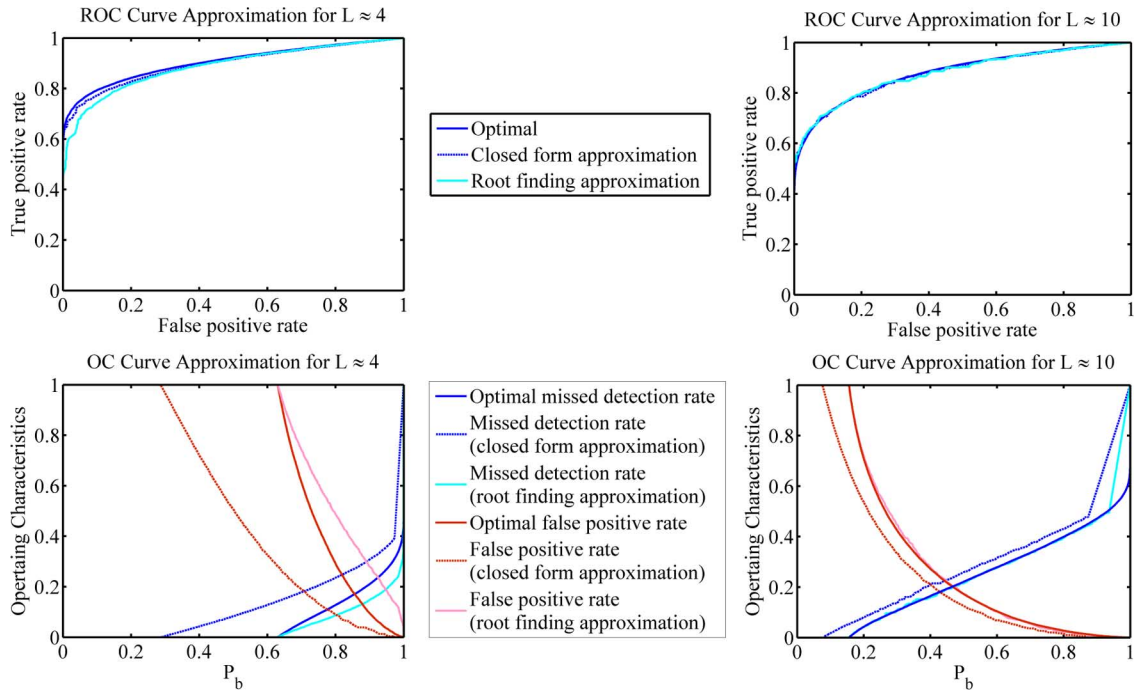 ROC Curve Approximation for L ≈ 4
True positive rate
1
0.8
0.6
0.4
0.2
0
0 0.2 0.4 0.6 0.8 1
False positive rate
Optimal
Closed form approximation
Root finding approximation
ROC Curve Approximation for L ≈ 10
True positive rate
1
0.8
0.6
0.4
0.2
0
0 0.2 0.4 0.6 0.8 1
False positive rate
OC Curve Approximation for L ≈ 4
Opertaing Characteristics
1
0.8
0.6
0.4
0.2
0
0 0.2 0.4 0.6 0.8 1
P_b
Optimal missed detection rate
Missed detection rate
(closed form approximation)
Missed detection rate
(root finding approximation)
Optimal false positive rate
False positive rate
(closed form approximation)
False positive rate
(root finding approximation)
OC Curve Approximation for L ≈ 10
Opertaing Characteristics
1
0.8
0.6
0.4
0.2
0
0 0.2 0.4 0.6 0.8 1
P_b